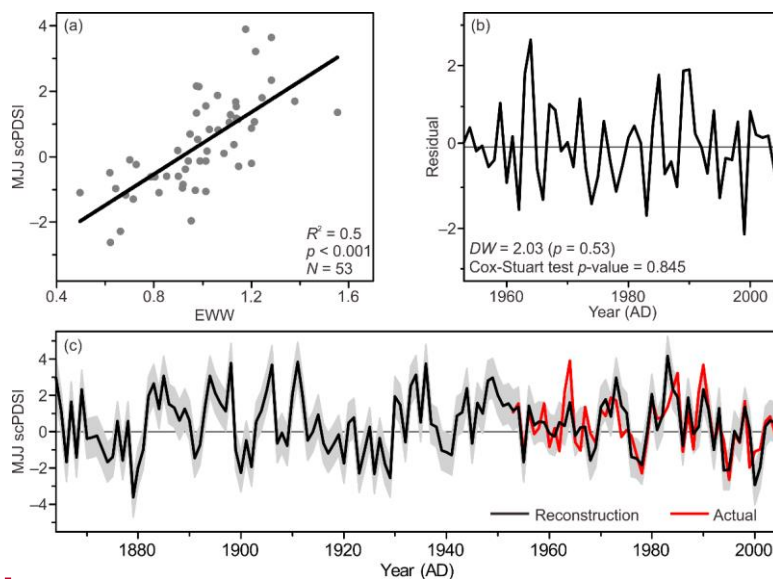 (a)
4
2
0
−2
MJJ scPDSI
R² = 0.5
p < 0.001
N = 53
0.4 0.8 1.2 1.6
EWW
(b)
2
0
−2
Residual
DW = 2.03 (p = 0.53)
Cox-Stuart test p-value = 0.845
1960 1980 2000
Year (AD)
(c)
4
2
0
−2
−4
MJJ scPDSI
Reconstruction Actual
1880 1900 1920 1940 1960 1980 2000
Year (AD)